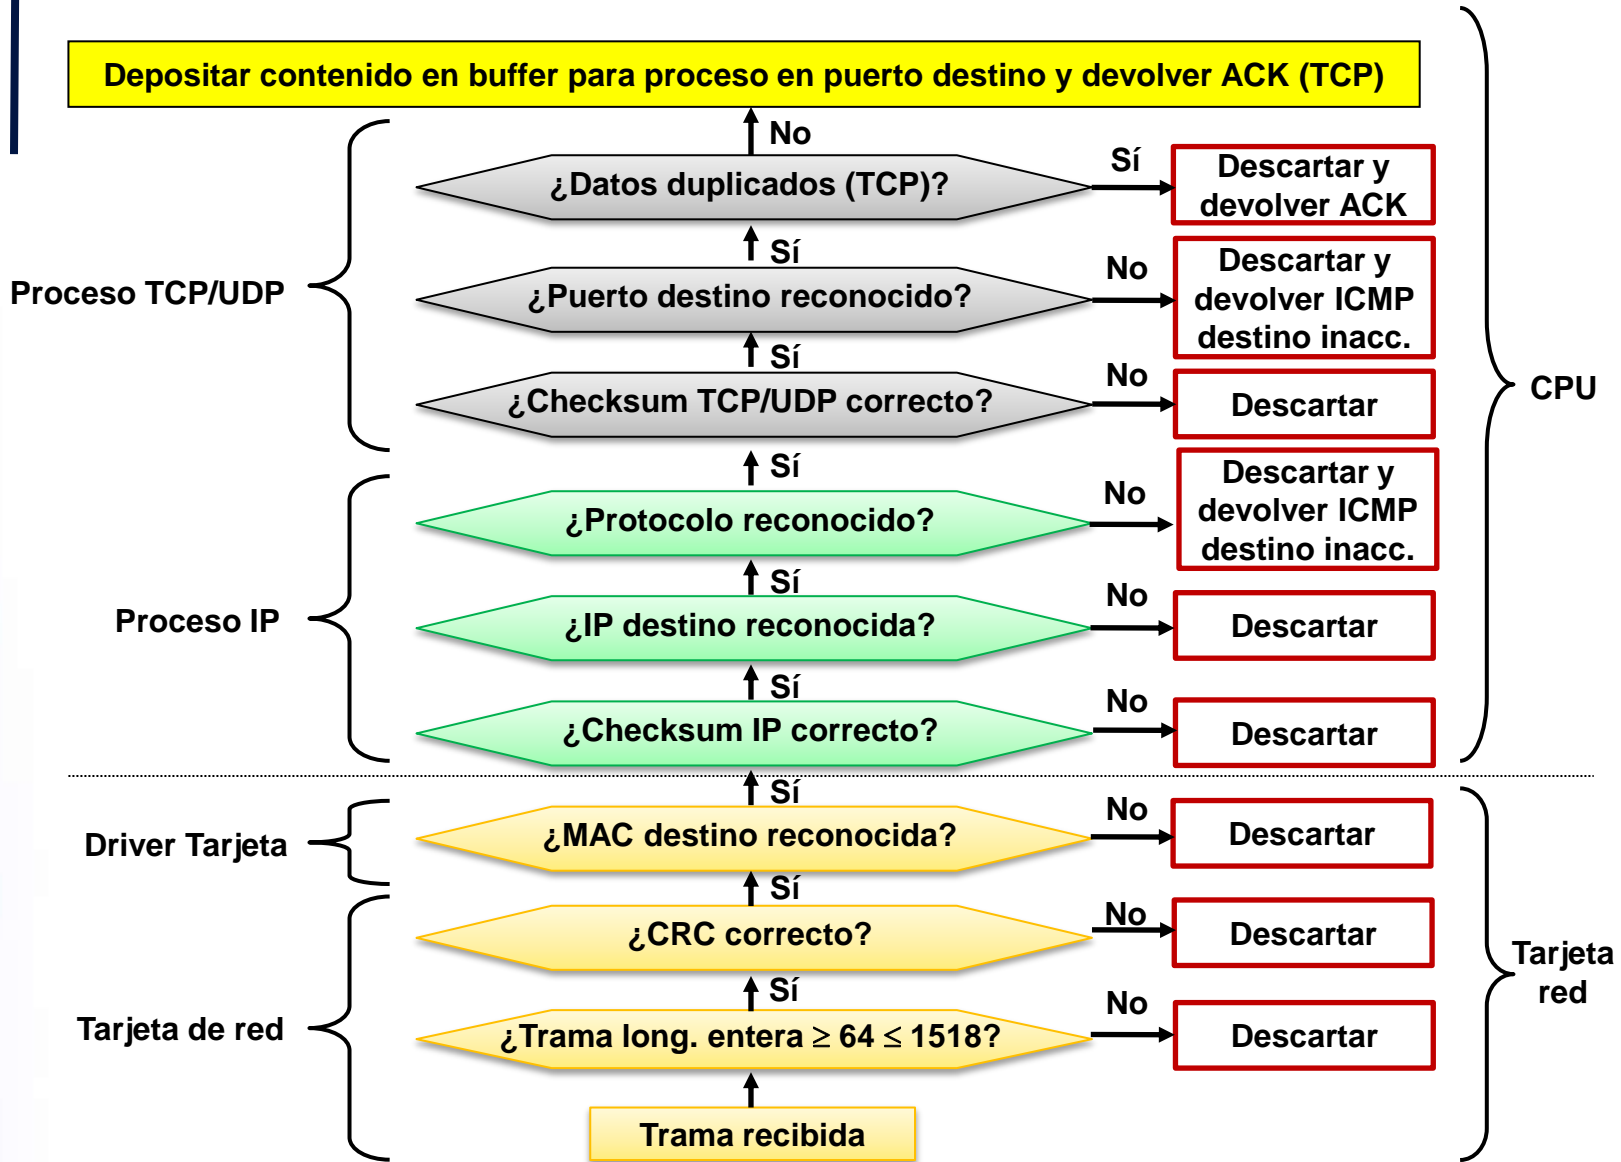 Depositar contenido en buffer para proceso en puerto destino y devolver ACK (TCP)
No
¿Datos duplicados (TCP)?
Sí
Descartar y
devolver ACK
Sí
Proceso TCP/UDP
¿Puerto destino reconocido?
No
Descartar y
devolver ICMP
destino inacc.
Sí
¿Checksum TCP/UDP correcto?
No
Descartar
CPU
Sí
¿Protocolo reconocido?
No
Descartar y
devolver ICMP
destino inacc.
Sí
Proceso IP
¿IP destino reconocida?
No
Descartar
Sí
¿Checksum IP correcto?
No
Descartar
Sí
Driver Tarjeta
¿MAC destino reconocida?
No
Descartar
Sí
¿CRC correcto?
No
Descartar
Tarjeta
red
Sí
Tarjeta de red
¿Trama long. entera ≥ 64 ≤ 1518?
No
Descartar
Trama recibida